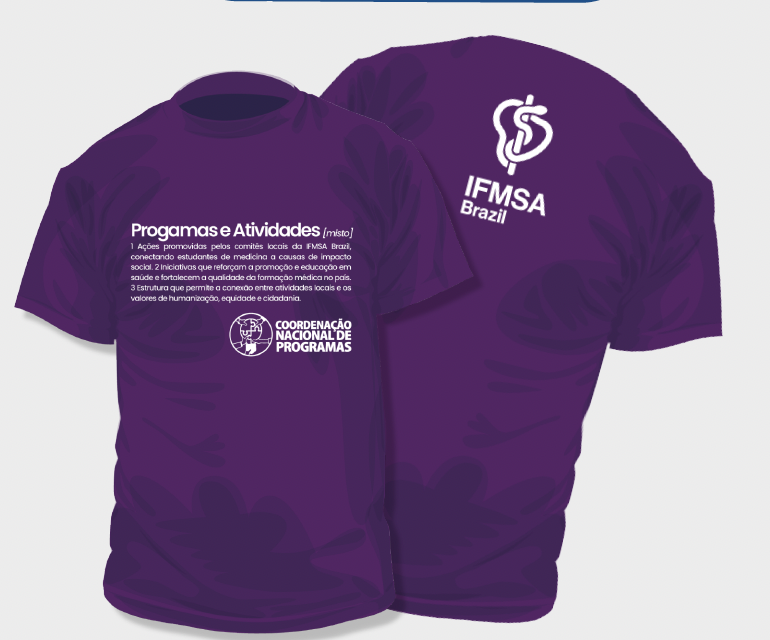 Progamas e Atividades [misto]
1 Ações promovidas pelos comitês locais da IFMSA Brazil,
conectando estudantes de medicina a causas de impacto
social. 2 Iniciativas que reforçam a promoção e educação em
saúde e fortalecem a qualidade da formação médica no país.
3 Estrutura que permite a conexão entre atividades locais e os
valores de humanização, equidade e cidadania.
COORDENAÇÃO
NACIONAL DE
PROGRAMAS
IFMSA
Brazil